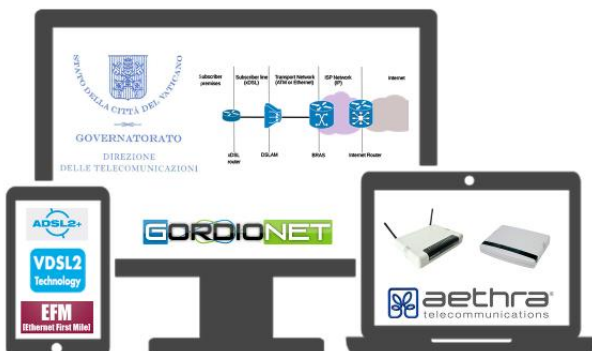 STATO DELLA CITTÀ DEL VATICANO
GOVERNATORATO
DIREZIONE
DELLE TELECOMUNICAZIONI
Subscriber premises
Subscriber line (xDSL)
Transport Network (ATM or Ethernet)
ISP Network (IP)
Internet
xDSL router
DSLAM
BRAS
Internet Router
ADSL2+
VDSL2
Technology
EFM
(Ethernet First Mile)
GORDIONET
aethra®
telecommunications